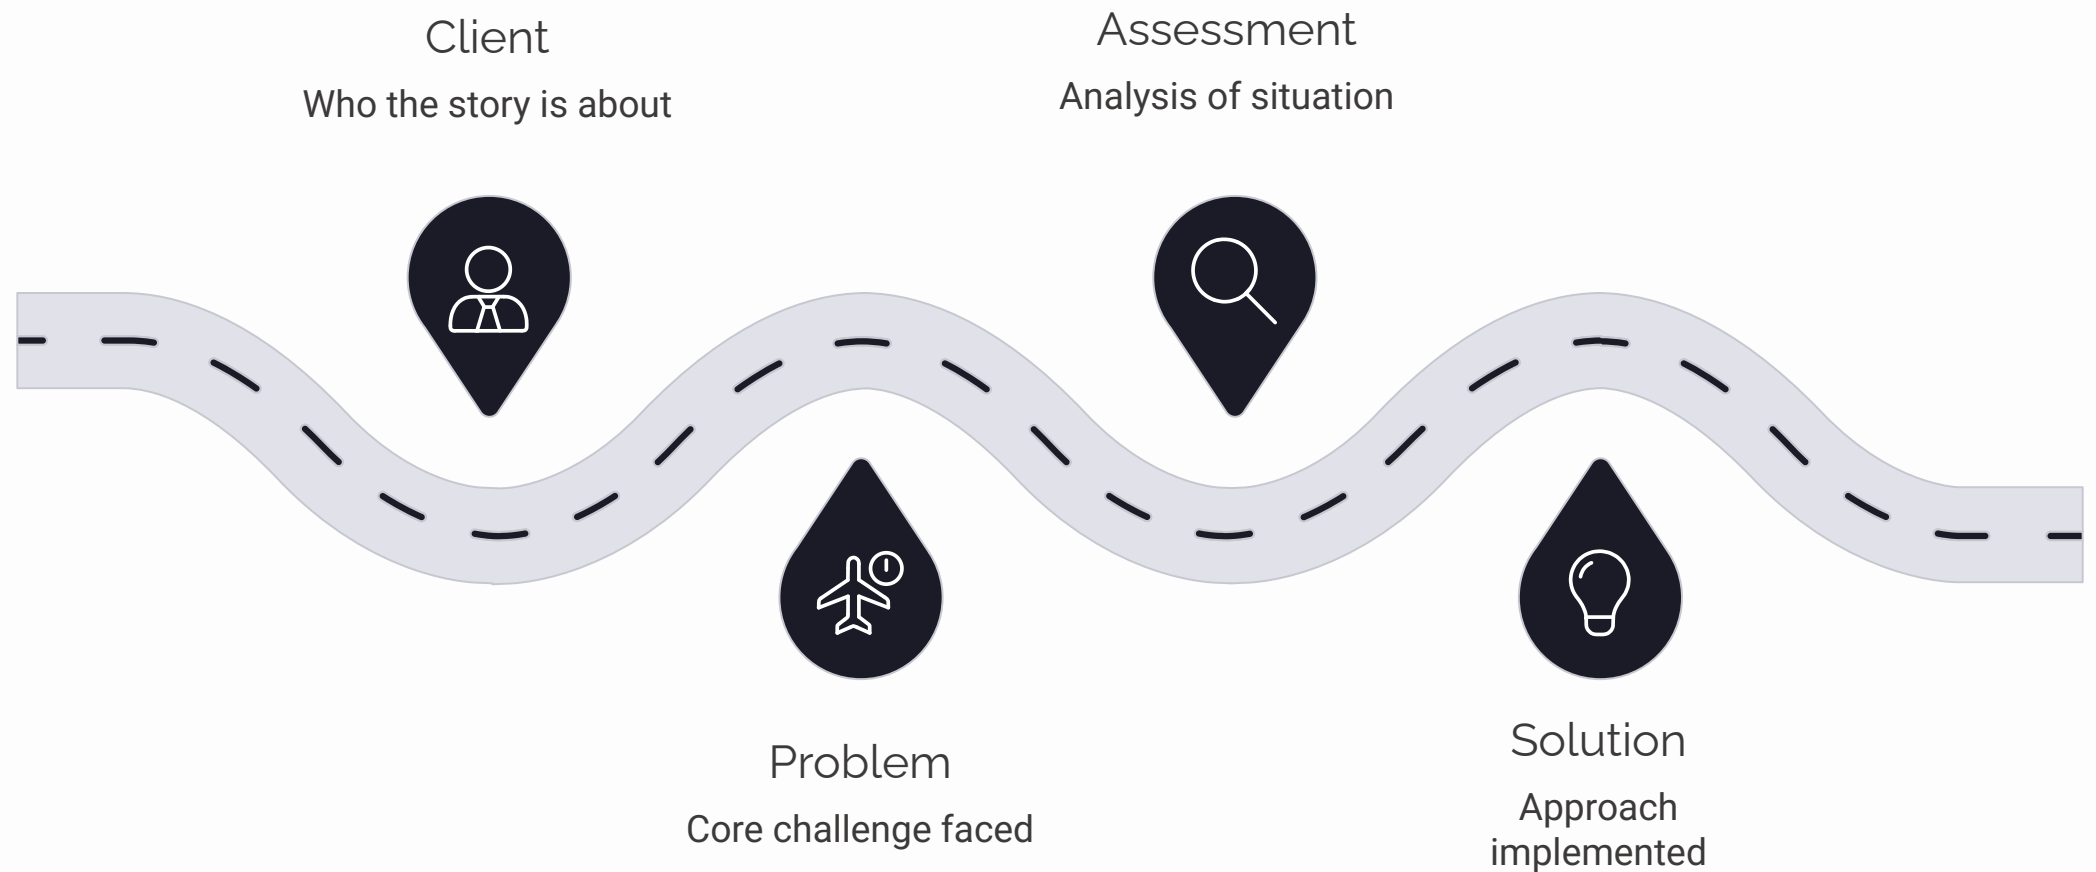 Client
Who the story is about
Problem
Core challenge faced
Assessment
Analysis of situation
Solution
Approach
implemented